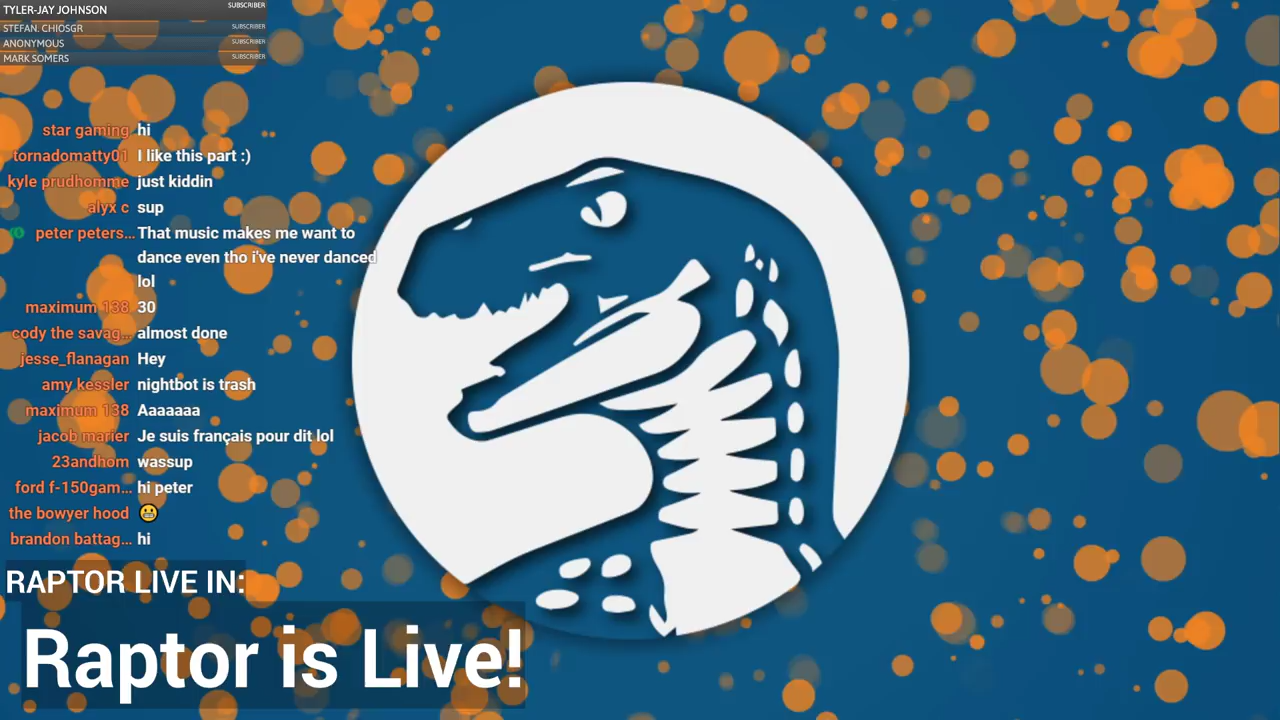 TYLER-JAY JOHNSON SUBSCRIBER
STEFAN. CHIOSGR SUBSCRIBER
ANONYMOUS SUBSCRIBER
MARK SOMERS SUBSCRIBER
star gaming hi
tornadomatty01 I like this part :)
kyle prudhomme just kiddin
alyx c sup
peter peters... That music makes me want to
dance even tho i've never danced
lol
maximum 138 30
cody the savag... almost done
jesse_flanagan Hey
amy kessler nightbot is trash
maximum 138 Aaaaaaa
jacob marier Je suis français pour dit lol
23andhom wassup
ford f-150gam... hi peter
the bowyer hood 😬
brandon battag... hi
RAPTOR LIVE IN:
Raptor is Live!